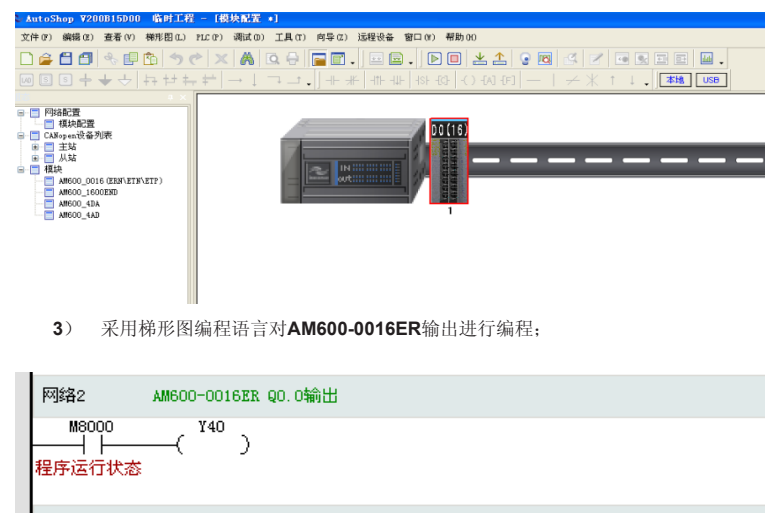 AutoShop V200B15D00 临时工程 - [模块配置 *]
文件(F) 编辑(E) 查看(V) 梯形图(L) PLC(P) 调试(D) 工具(T) 向导(Z) 远程设备 窗口(W) 帮助(H)
本地 USB
网络配置
模块配置
CANopen设备列表
主站
从站
模块
AM600_0016(ERN\ETN\ETP)
AM600_1600END
AM600_4DA
AM600_4AD
DO(16)
IN
out
1
3） 采用梯形图编程语言对AM600-0016ER输出进行编程；
网络2 AM600-0016ER Q0.0输出
M8000 Y40
程序运行状态